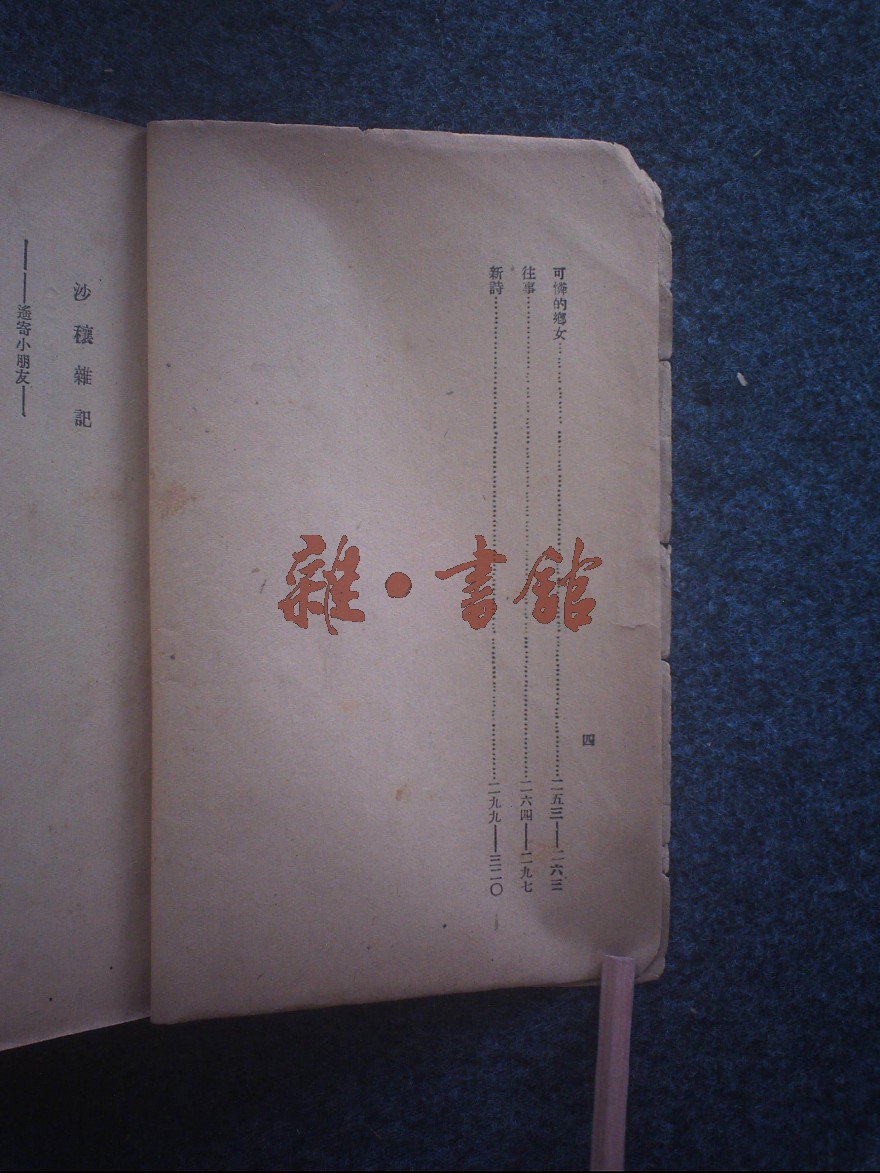 四
可憐的鄉女……二五三——二六三
往事……二六四——二九七
新詩……二九九——三二〇
沙穰雜記
——遙寄小朋友——
雜·書館